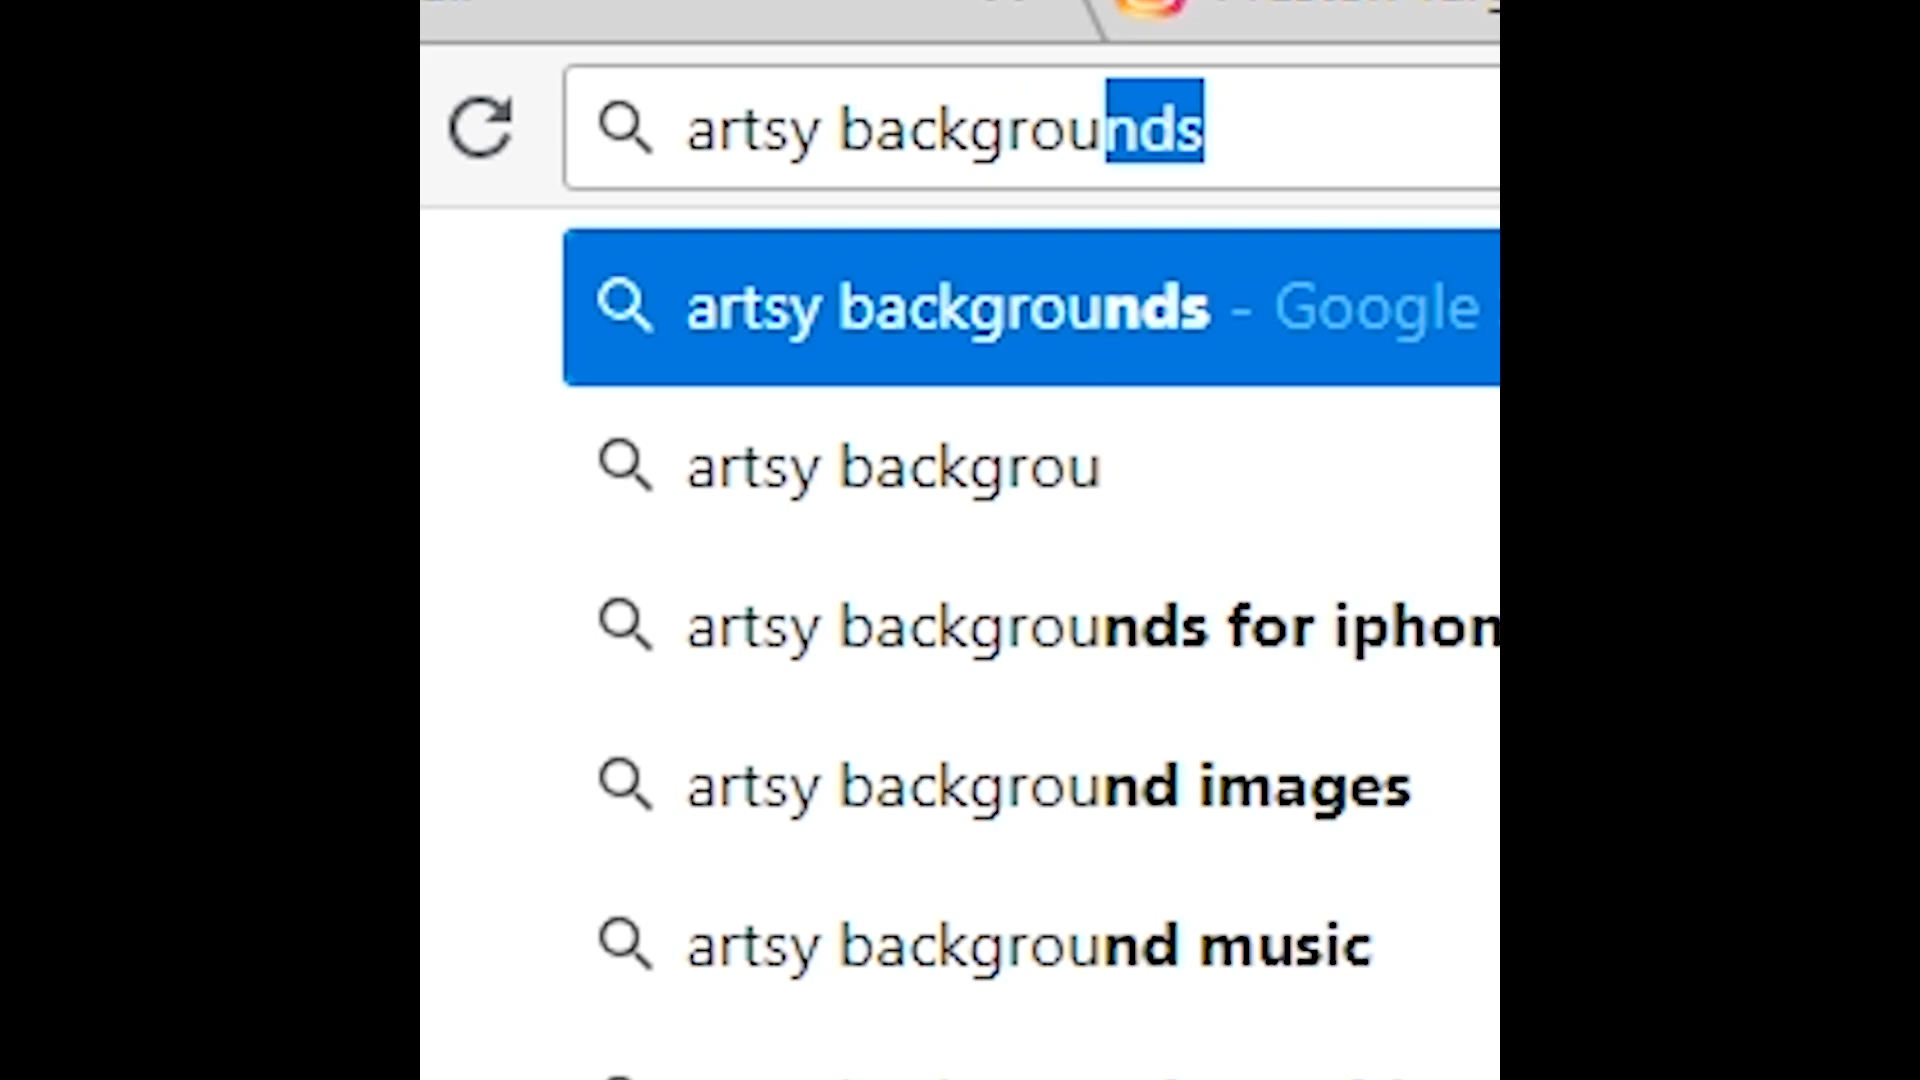 artsy backgrounds
artsy backgrounds - Google
artsy backgrou
artsy backgrounds for iphon
artsy background images
artsy background music